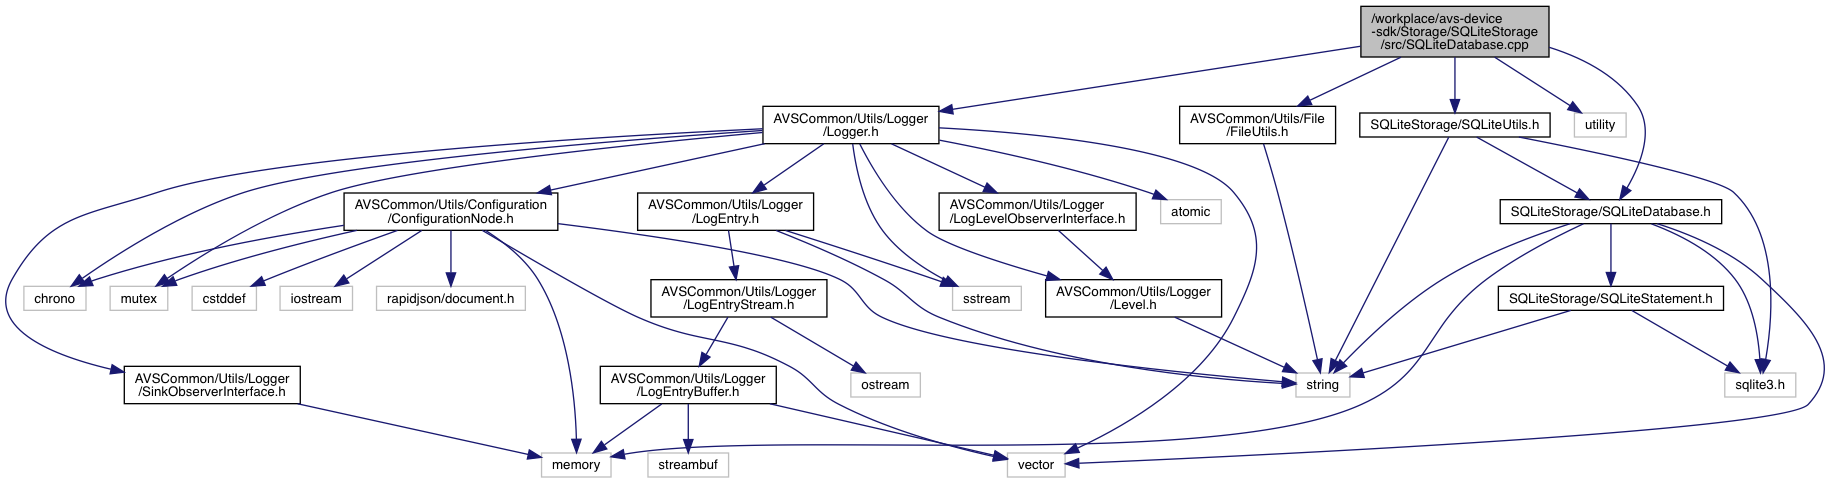 /workplace/avs-device
-sdk/Storage/SQLiteStorage
/src/SQLiteDatabase.cpp
AVSCommon/Utils/Logger
/Logger.h
AVSCommon/Utils/File
/FileUtils.h
SQLiteStorage/SQLiteUtils.h
utility
AVSCommon/Utils/Configuration
/ConfigurationNode.h
AVSCommon/Utils/Logger
/LogEntry.h
AVSCommon/Utils/Logger
/LogLevelObserverInterface.h
atomic
SQLiteStorage/SQLiteDatabase.h
chrono
mutex
cstddef
iostream
rapidjson/document.h
AVSCommon/Utils/Logger
/LogEntryStream.h
sstream
AVSCommon/Utils/Logger
/Level.h
SQLiteStorage/SQLiteStatement.h
AVSCommon/Utils/Logger
/SinkObserverInterface.h
AVSCommon/Utils/Logger
/LogEntryBuffer.h
ostream
string
sqlite3.h
memory
streambuf
vector